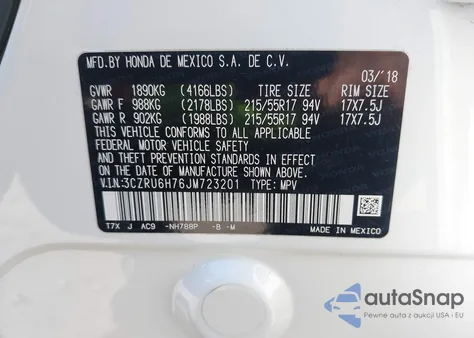 MFD.BY HONDA DE MEXICO S.A. DE C.V.
03/'18
GVWR 1890KG (4166LBS) TIRE SIZE RIM SIZE
GAWR F 988KG (2178LBS) 215/55R17 94V 17X7.5J
GAWR R 902KG (1988LBS) 215/55R17 94V 17X7.5J
THIS VEHICLE CONFORMS TO ALL APPLICABLE
FEDERAL MOTOR VEHICLE SAFETY
AND THEFT PREVENTION STANDARDS IN EFFECT
ON THE DATE OF MANUFACTURE SHOWN ABOVE.
V.I.N:3CZRU6H76JM723201 TYPE: MPV
T7X J AC9 -NH788P -B -M
MADE IN MEXICO
autoSnap
Pewne auta z aukcji USA i EU